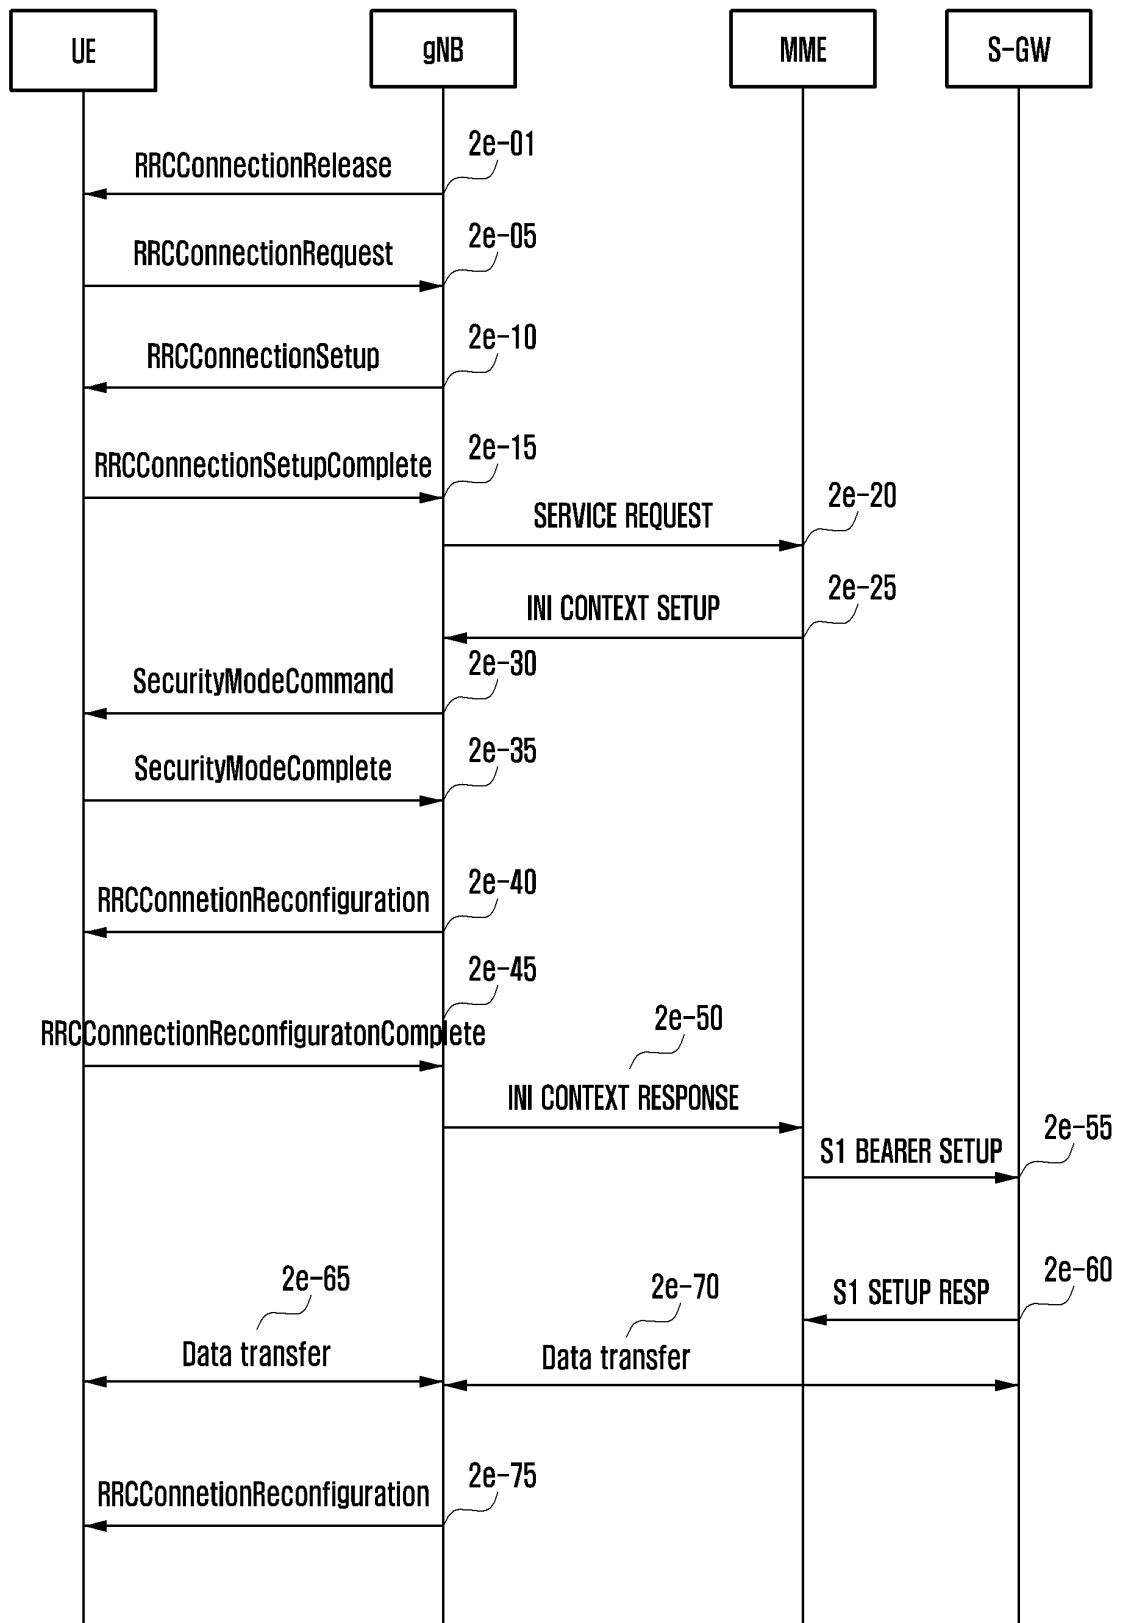 UE
gNB
MME
S-GW
2e-01
RRCConnectionRelease
2e-05
RRCConnectionRequest
2e-10
RRCConnectionSetup
2e-15
RRCConnectionSetupComplete
2e-20
SERVICE REQUEST
2e-25
INI CONTEXT SETUP
2e-30
SecurityModeCommand
2e-35
SecurityModeComplete
2e-40
RRCConnetionReconfiguration
2e-45
RRCConnectionReconfiguratonComplete
2e-50
INI CONTEXT RESPONSE
2e-55
S1 BEARER SETUP
2e-60
S1 SETUP RESP
2e-65
Data transfer
2e-70
Data transfer
2e-75
RRCConnetionReconfiguration